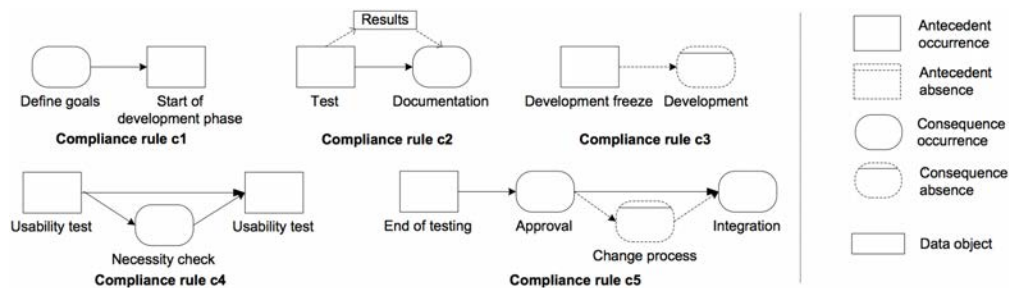 Define goals
Start of
development phase
Compliance rule c1
Results
Test
Documentation
Compliance rule c2
Development freeze
Development
Compliance rule c3
Usability test
Necessity check
Usability test
Compliance rule c4
End of testing
Approval
Change process
Integration
Compliance rule c5
Antecedent
occurrence
Antecedent
absence
Consequence
occurrence
Consequence
absence
Data object